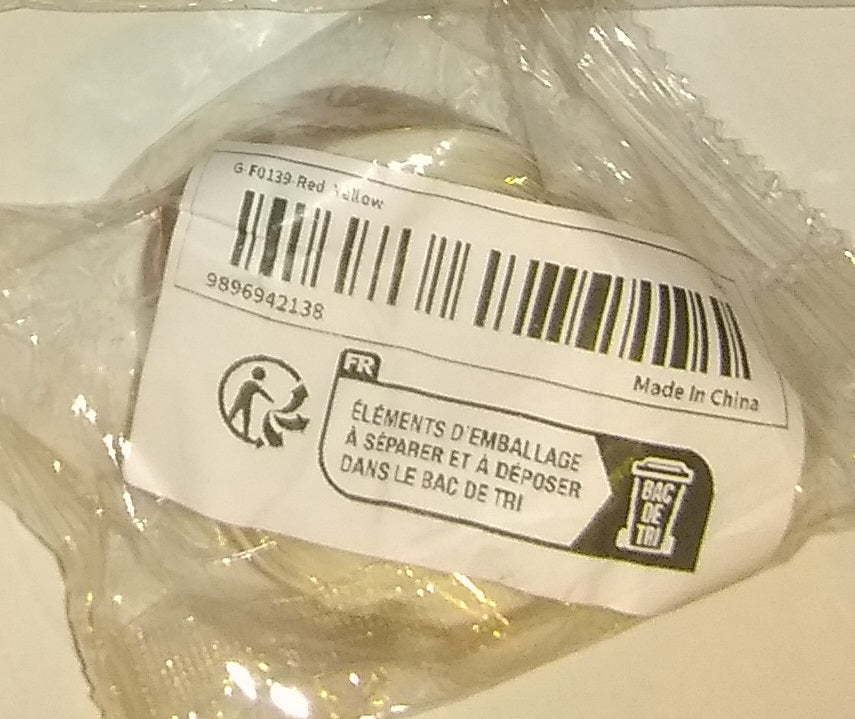 G-F0139-Red Yellow
9896942138
Made In China
FR
ÉLÉMENTS D'EMBALLAGE
À SÉPARER ET À DÉPOSER
DANS LE BAC DE TRI
BAC
DE
TRI